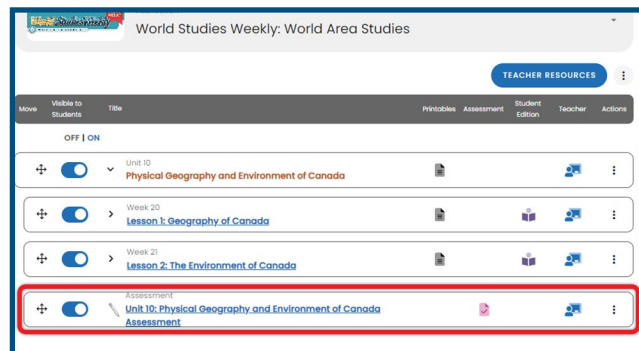 World Studies Weekly: World Area Studies
TEACHER RESOURCES
Move Visible to Students Title Printables Assessment Student Edition Teacher Actions
OFF | ON
Unit 10
Physical Geography and Environment of Canada
Week 20
Lesson 1: Geography of Canada
Week 21
Lesson 2: The Environment of Canada
Assessment
Unit 10: Physical Geography and Environment of Canada
Assessment